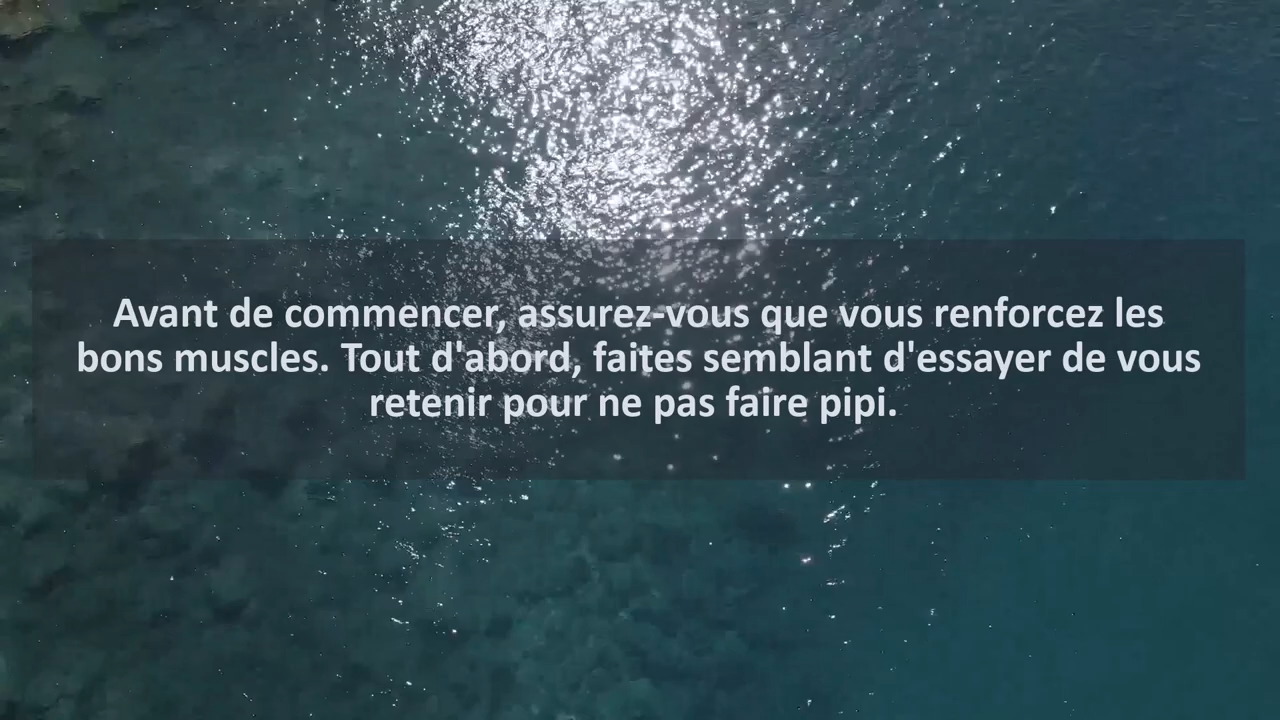 Avant de commencer, assurez-vous que vous renforcez les
bons muscles. Tout d'abord, faites semblant d'essayer de vous
retenir pour ne pas faire pipi.